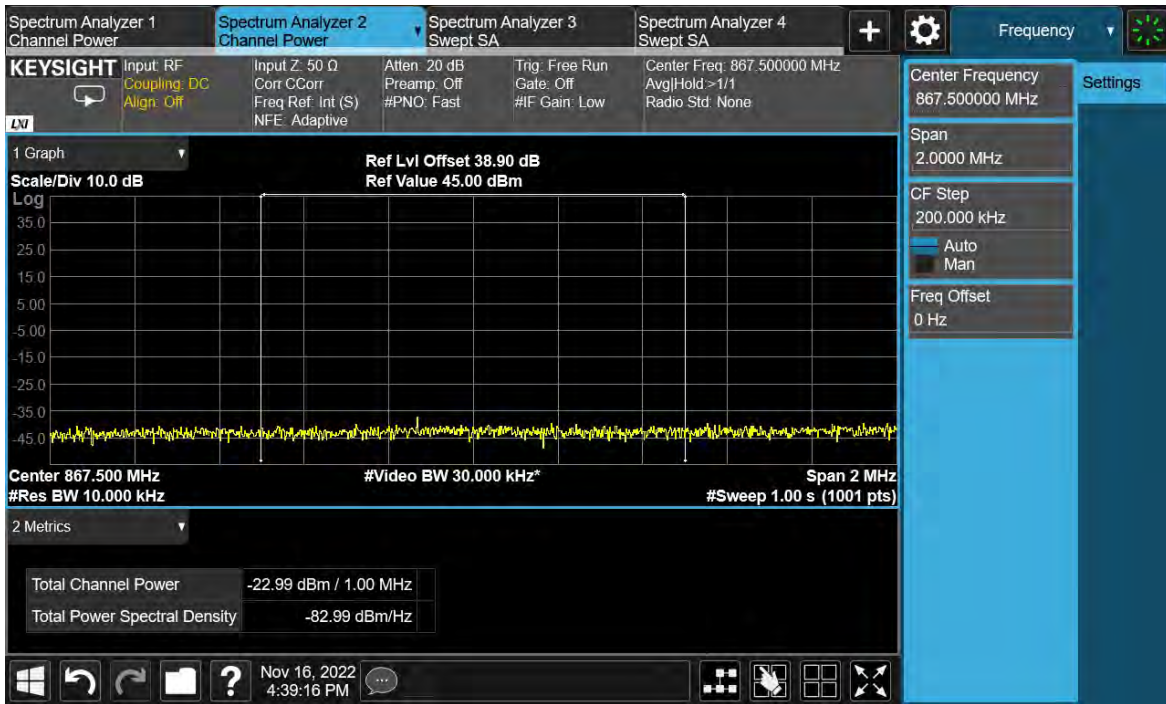 Spectrum Analyzer 1
Channel Power
Spectrum Analyzer 2
Channel Power
Spectrum Analyzer 3
Swept SA
Spectrum Analyzer 4
Swept SA
+
Frequency
KEYSIGHT
LXI
Input: RF
Coupling: DC
Align: Off
Input Z: 50 Ω
Corr CCorr
Freq Ref: Int (S)
NFE: Adaptive
Atten: 20 dB
Preamp: Off
#PNO: Fast
Trig: Free Run
Gate: Off
#IF Gain: Low
Center Freq: 867.500000 MHz
Avg|Hold:>1/1
Radio Std: None
1 Graph
Scale/Div 10.0 dB
Ref Lvl Offset 38.90 dB
Ref Value 45.00 dBm
Log
35.0
25.0
15.0
5.00
-5.00
-15.0
-25.0
-35.0
-45.0
Center 867.500 MHz
#Video BW 30.000 kHz*
Span 2 MHz
#Res BW 10.000 kHz
#Sweep 1.00 s (1001 pts)
2 Metrics
Total Channel Power -22.99 dBm / 1.00 MHz
Total Power Spectral Density -82.99 dBm/Hz
?
Nov 16, 2022
4:39:16 PM
Center Frequency
867.500000 MHz
Span
2.0000 MHz
CF Step
200.000 kHz
Auto
Man
Freq Offset
0 Hz
Settings